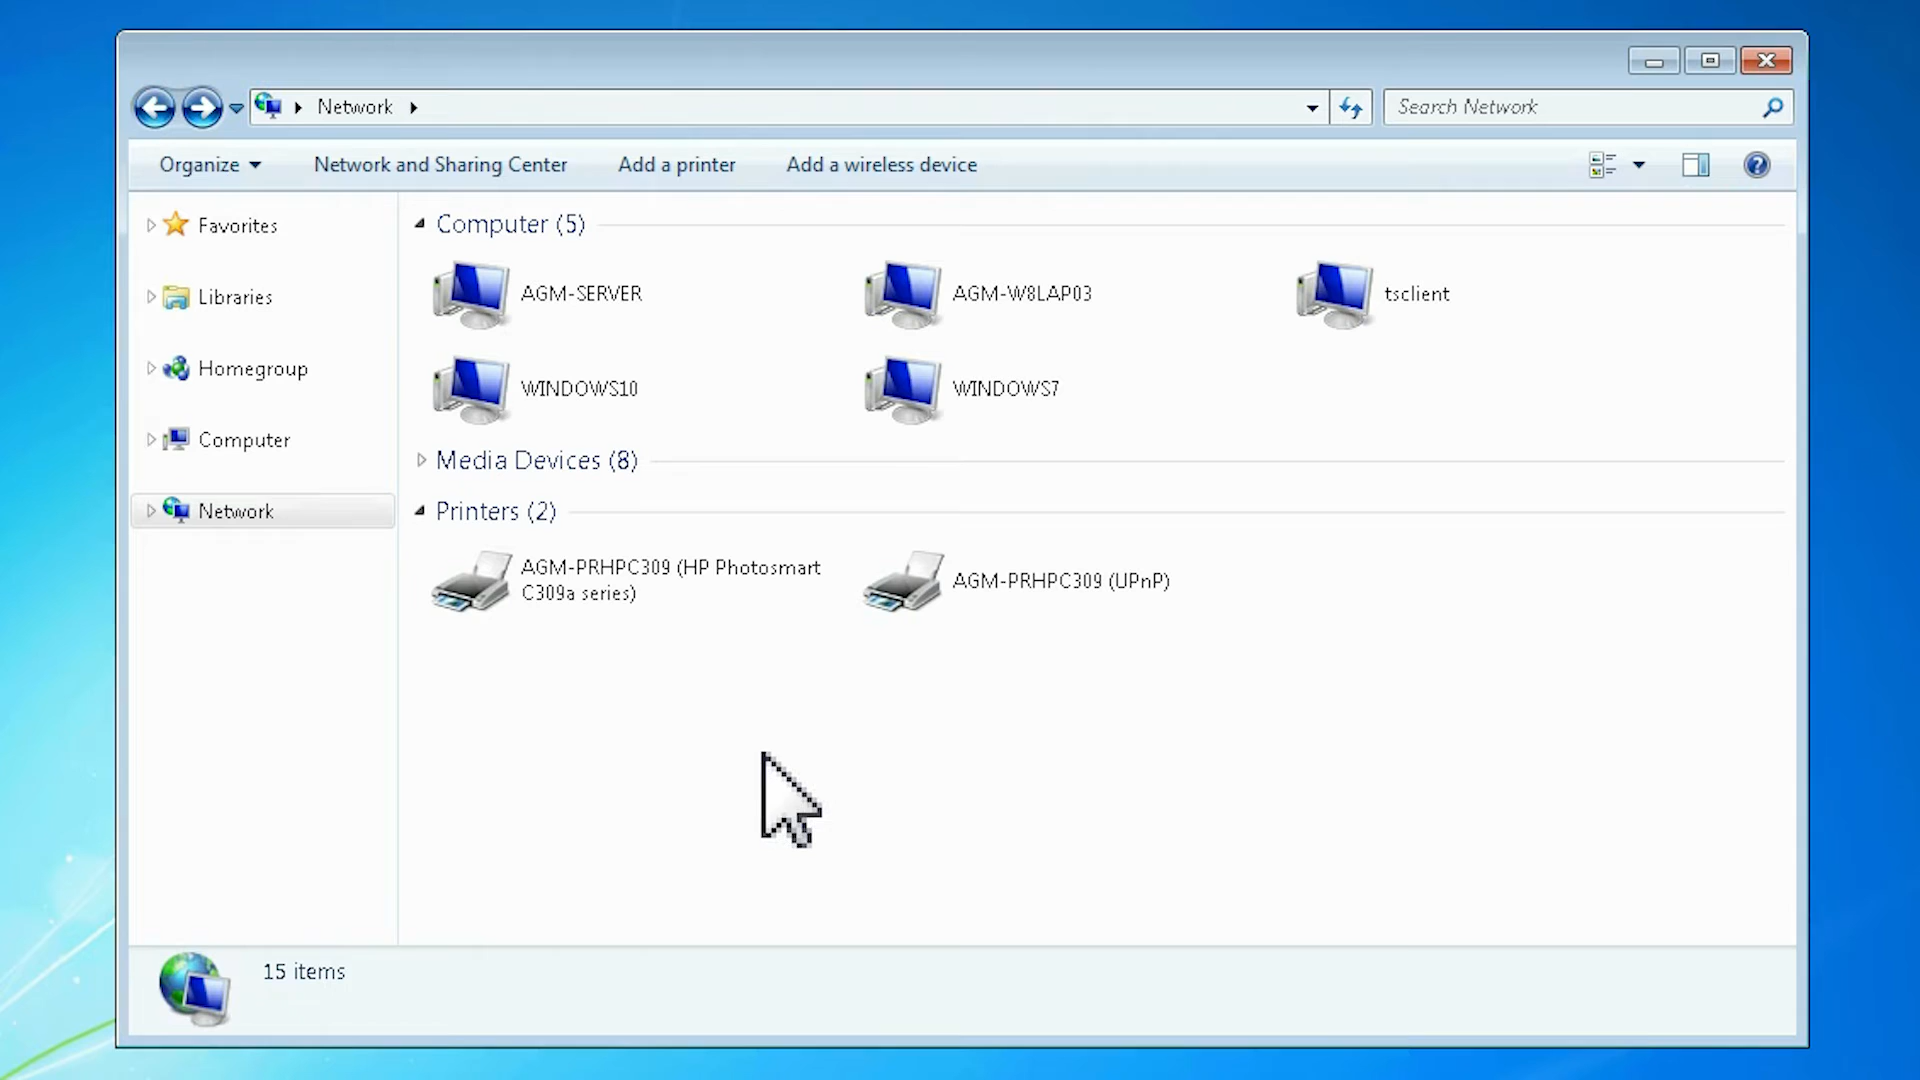 Network
Search Network
Organize
Network and Sharing Center
Add a printer
Add a wireless device
Favorites
Libraries
Homegroup
Computer
Network
Computer (5)
AGM-SERVER
AGM-W8LAP03
tsclient
WINDOWS10
WINDOWS7
Media Devices (8)
Printers (2)
AGM-PRHPC309 (HP Photosmart
C309a series)
AGM-PRHPC309 (UPnP)
15 items